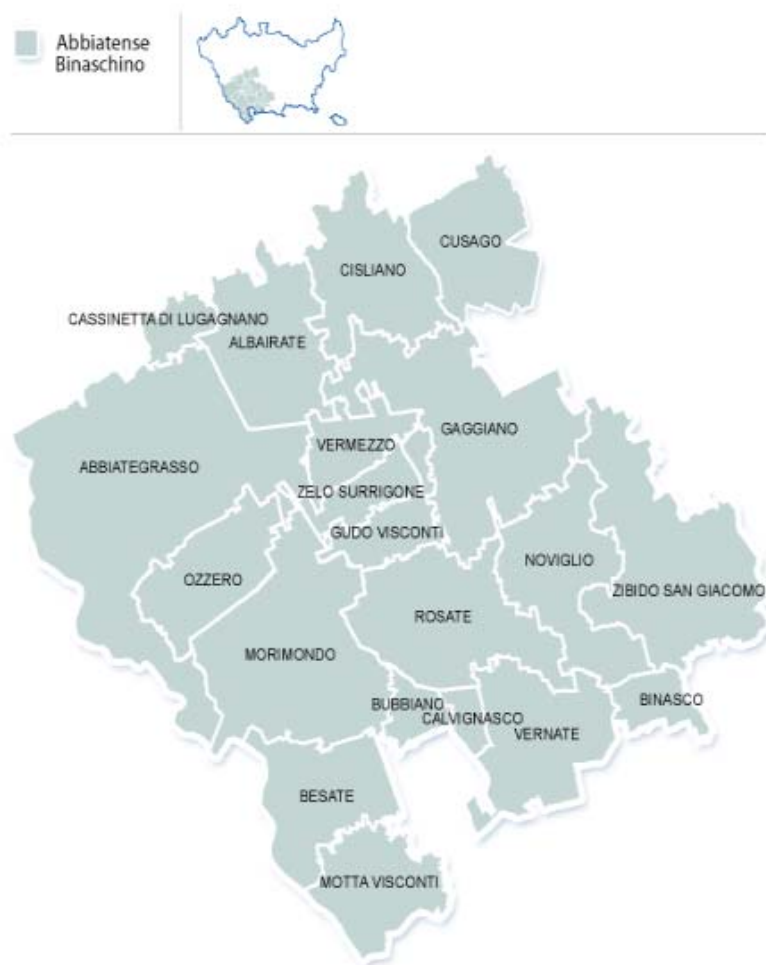 Abbiatense
Binaschino
CUSAGO
CISLIANO
CASSINETTA DI LUGAGNANO
ALBAIRATE
GAGGIANO
VERMEZZO
ABBIATEGRASSO
ZELO SURRIGONE
GUDO VISCONTI
NOVIGLIO
OZZERO
ZIBIDO SAN GIACOMO
ROSATE
MORIMONDO
BINASCO
BUBBIANO
CALVIGNASCO
VERNATE
BESATE
MOTTA VISCONTI